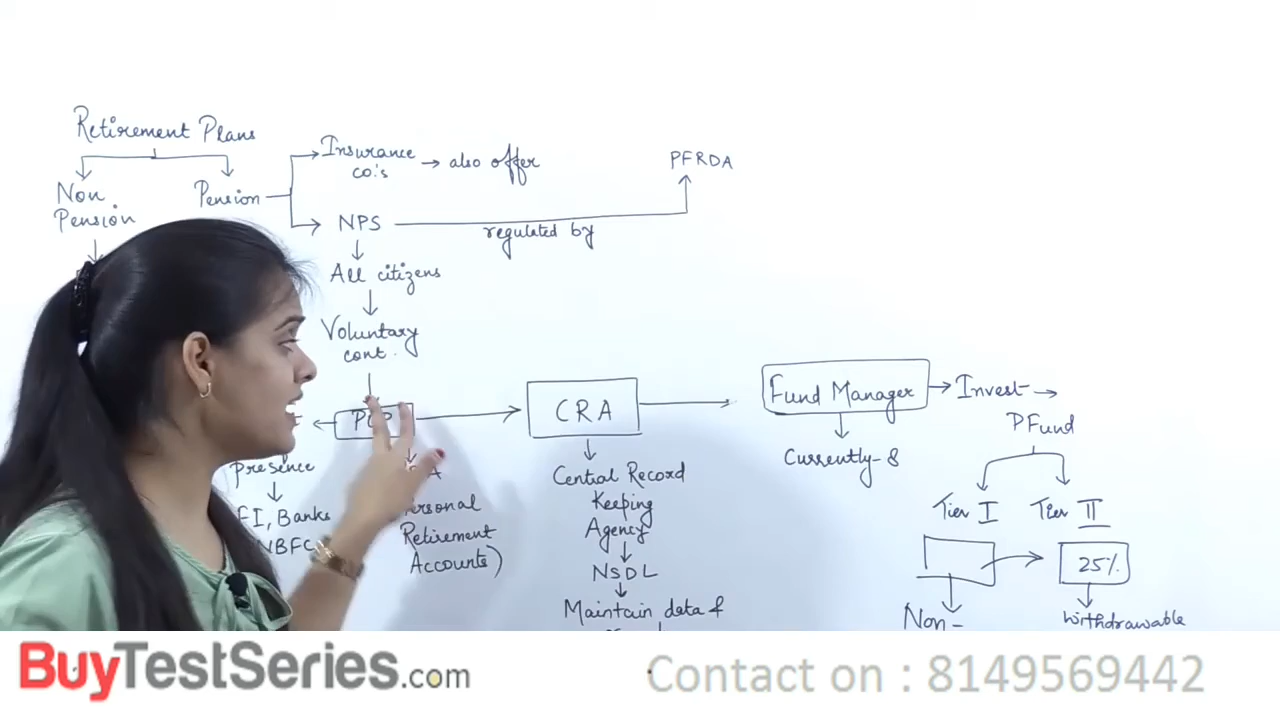 Retirement Plans
Non Pension
Pension
Insurance co's → also offer
NPS
regulated by
PFRDA
All citizens
Voluntary cont.
CRA
Fund Manager → Invest →
PFund
Currently - 8
Tier I Tier II
25%
Non-
withdrawable
Presence
FI, Banks
NBFC
Retirement
Accounts)
Cential Record
Keeping
Agency
NSDL
Maintain data &
BuyTestSeries.com
Contact on : 8149569442